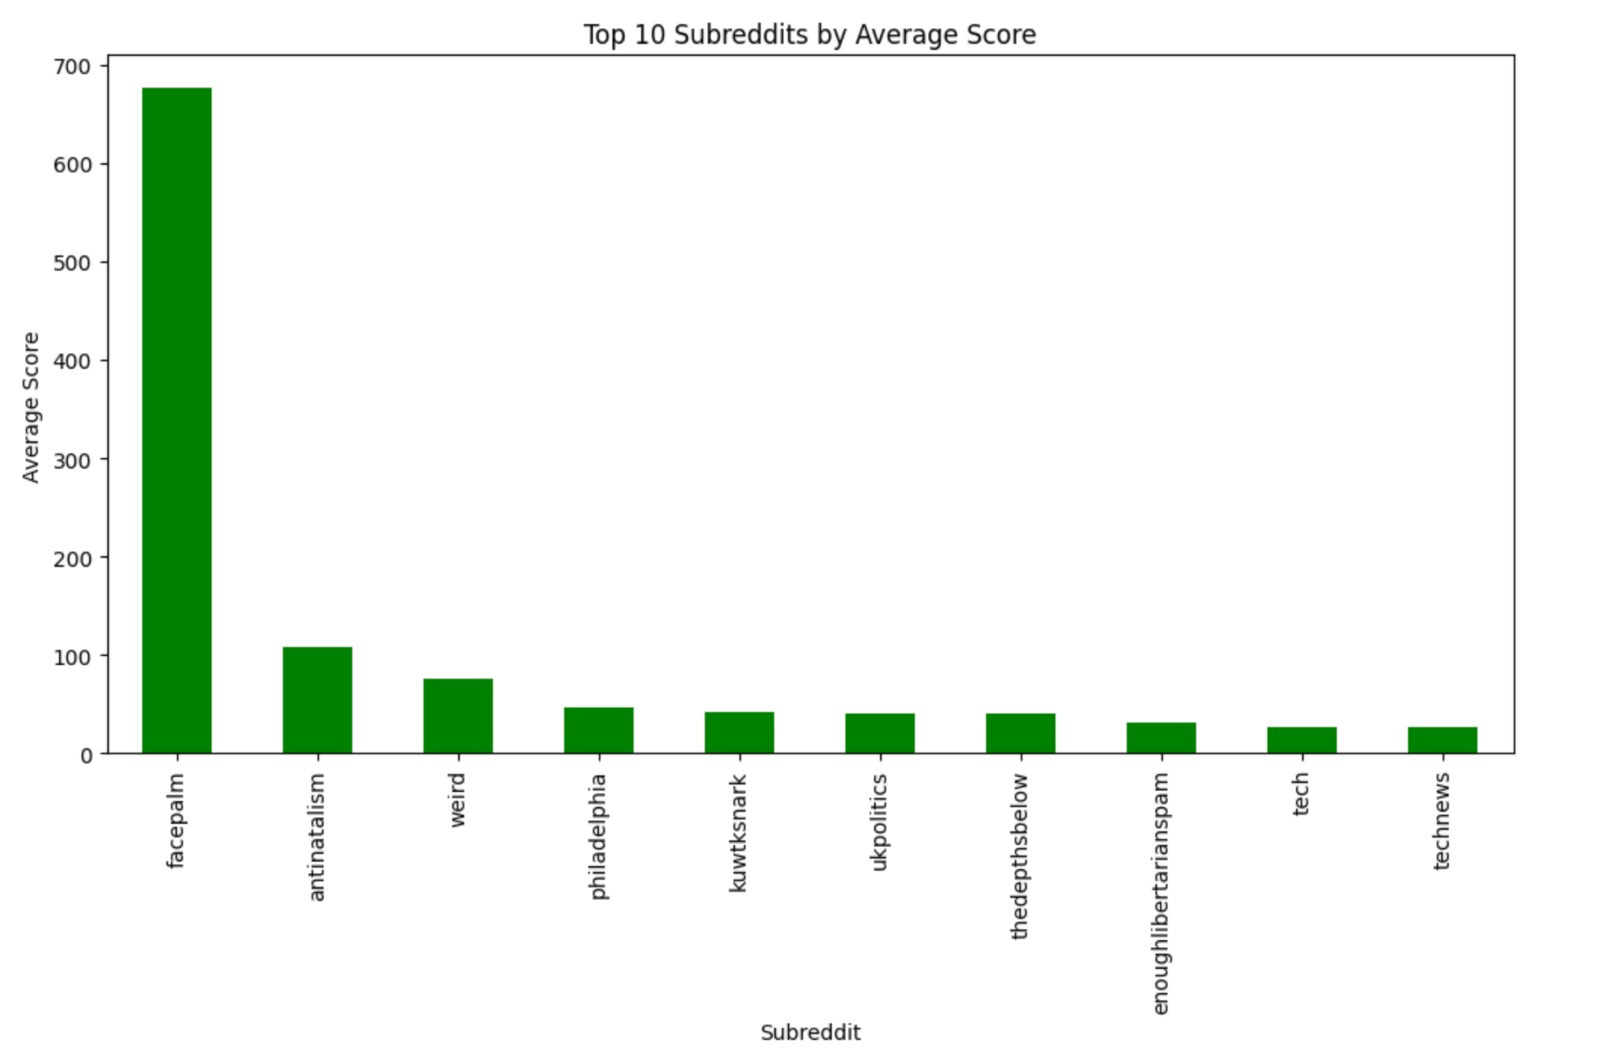 Top 10 Subreddits by Average Score
700
600
500
400
300
200
100
0
Average Score
facepalm
antinatalism
weird
philadelphia
kuwtksnark
ukpolitics
thedepthsbelow
enoughlibertarianspam
tech
technews
Subreddit